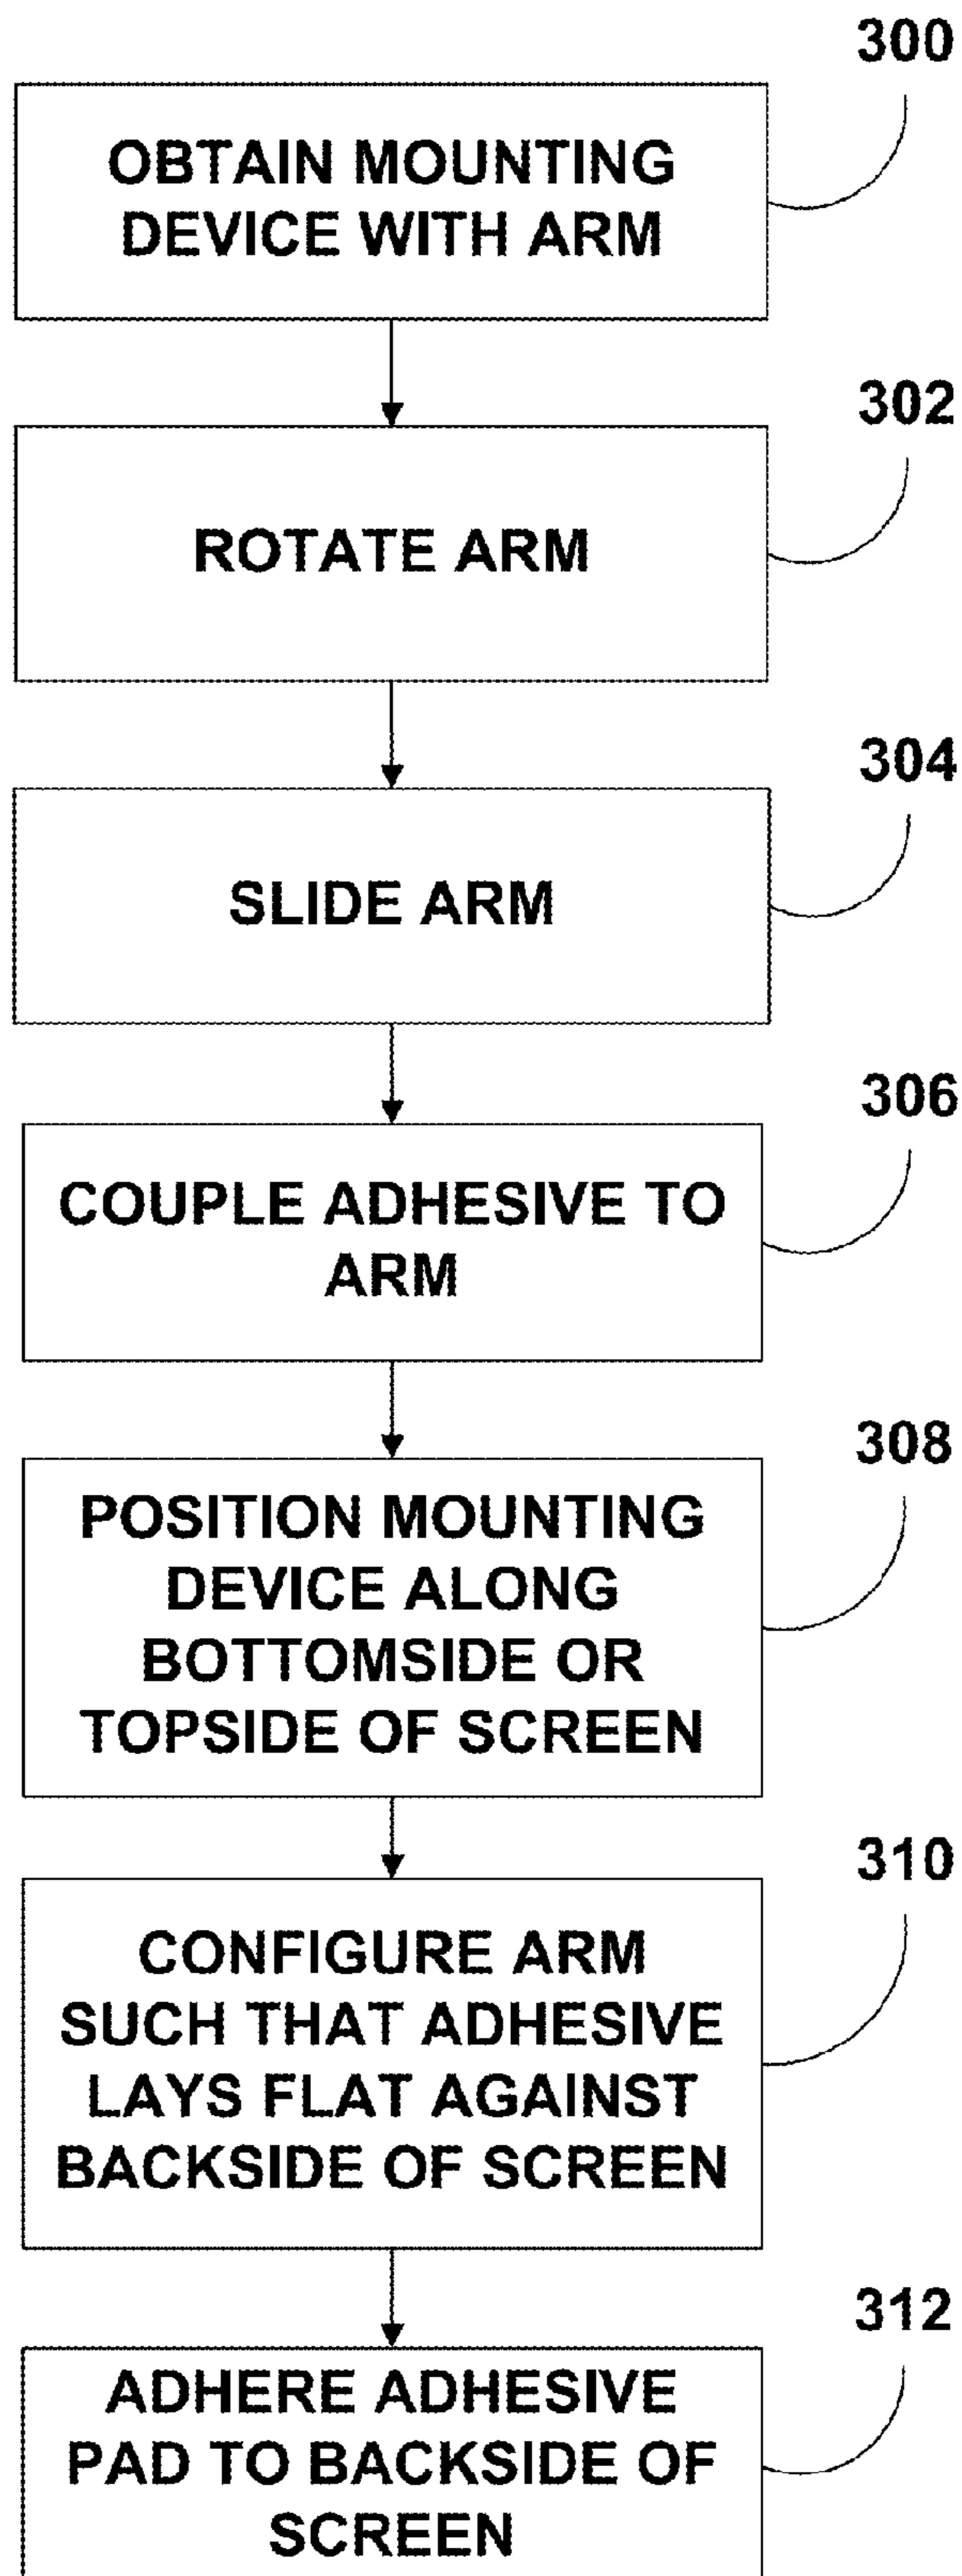 300
OBTAIN MOUNTING
DEVICE WITH ARM
302
ROTATE ARM
304
SLIDE ARM
306
COUPLE ADHESIVE TO
ARM
308
POSITION MOUNTING
DEVICE ALONG
BOTTOMSIDE OR
TOPSIDE OF SCREEN
310
CONFIGURE ARM
SUCH THAT ADHESIVE
LAYS FLAT AGAINST
BACKSIDE OF SCREEN
312
ADHERE ADHESIVE
PAD TO BACKSIDE OF
SCREEN